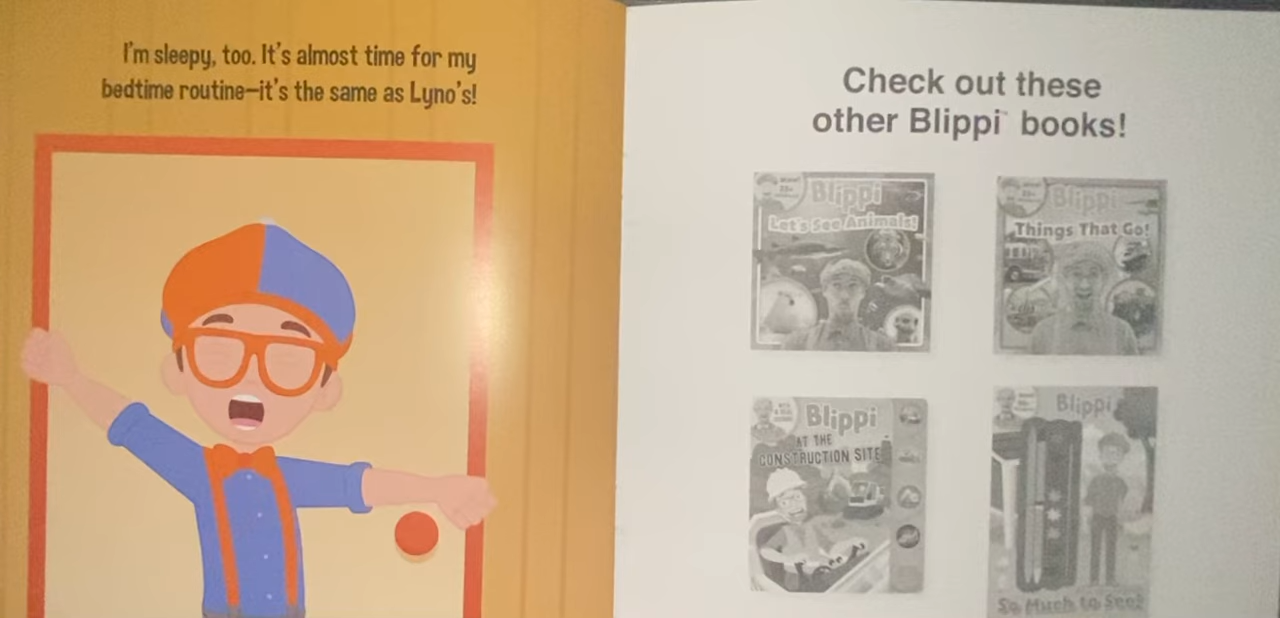 I'm sleepy, too. It's almost time for my
bedtime routine—it's the same as Lyno's!
Check out these
other Blippi™ books!
Blippi
Let's See Animals!
Blippi
Things That Go!
Blippi
AT THE
CONSTRUCTION SITE
Blippi
So Much to See!